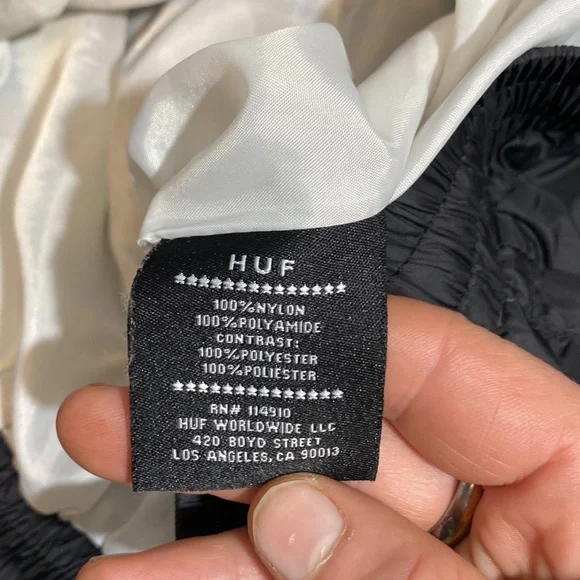 HUF
100%NYLON
100%POLYAMIDE
CONTRAST:
100%POLYESTER
100%POLIESTER
RN# 114910
HUF WORLDWIDE LLC
420 BOYD STREET
LOS ANGELES, CA 90013